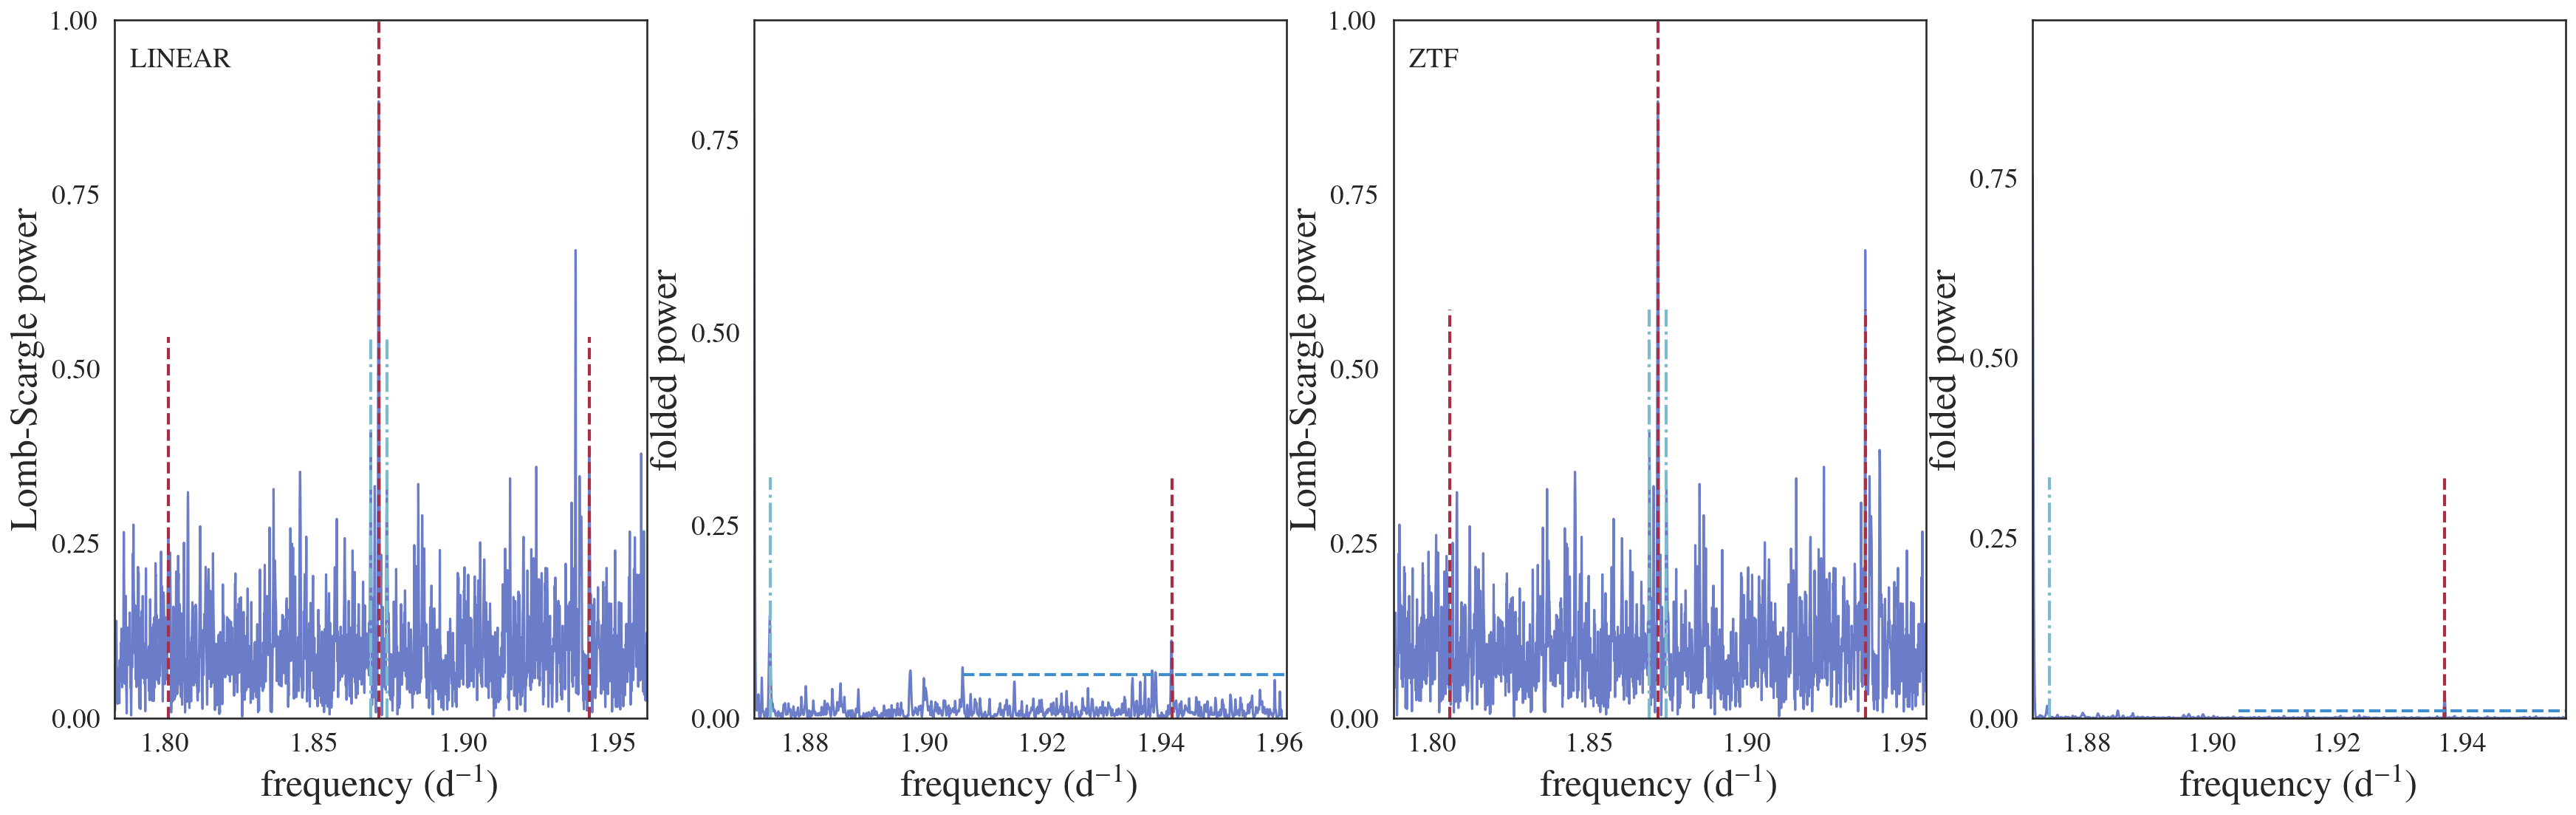 LINEAR
Lomb-Scargle power
1.00
0.75
0.50
0.25
0.00
1.80 1.85 1.90 1.95
frequency (d⁻¹)
folded power
0.75
0.50
0.25
0.00
1.88 1.90 1.92 1.94 1.96
frequency (d⁻¹)
ZTF
Lomb-Scargle power
1.00
0.75
0.50
0.25
0.00
1.80 1.85 1.90 1.95
frequency (d⁻¹)
folded power
0.75
0.50
0.25
0.00
1.88 1.90 1.92 1.94
frequency (d⁻¹)